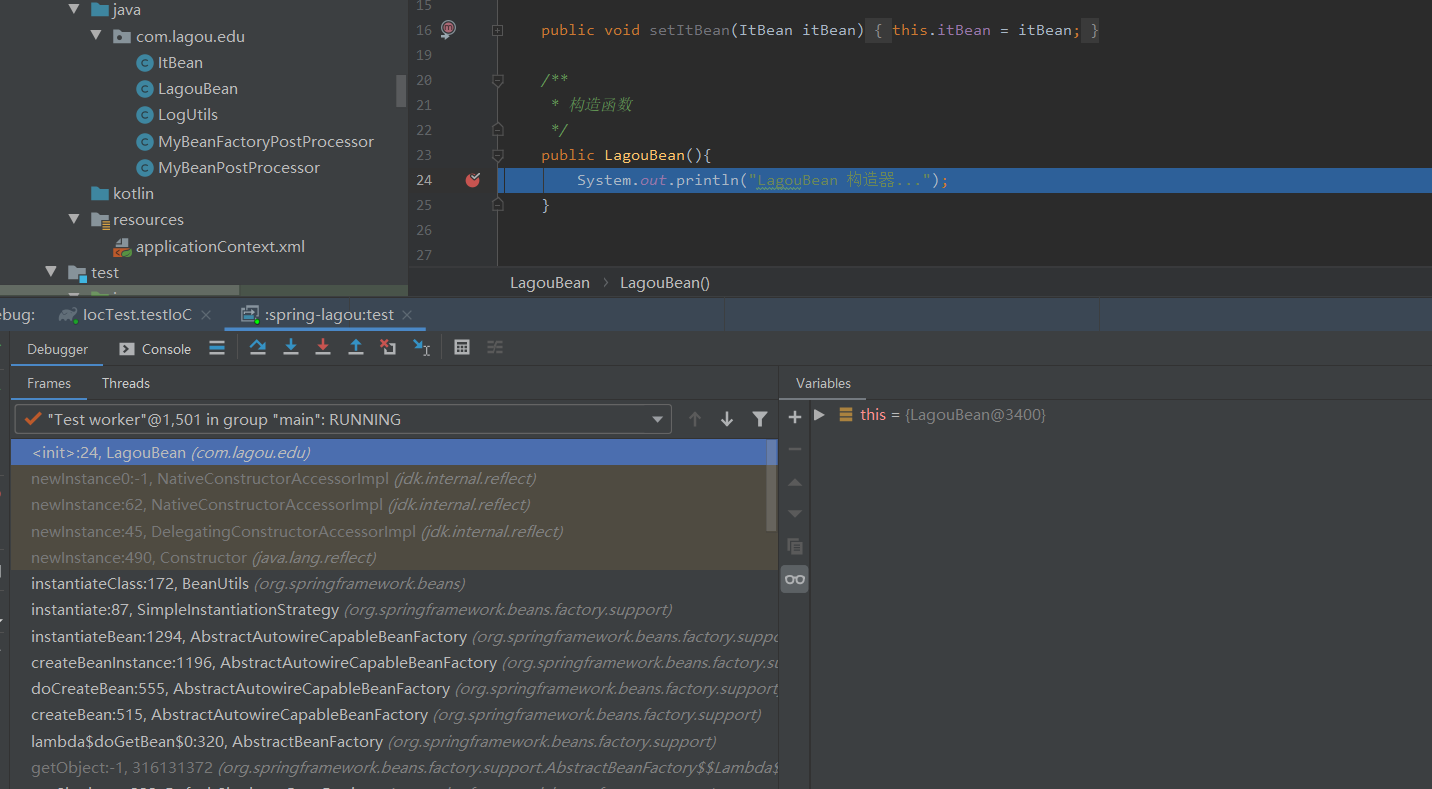 java
com.lagou.edu
ItBean
LagouBean
LogUtils
MyBeanFactoryPostProcessor
MyBeanPostProcessor
kotlin
resources
applicationContext.xml
test
15
16 public void setItBean(ItBean itBean) { this.itBean = itBean; }
19
20 /**
21 * 构造函数
22 */
23 public LagouBean(){
24 System.out.println("LagouBean 构造器...");
25 }
26
27
LagouBean > LagouBean()
ebug: IocTest.testIoC :spring-lagou:test
Debugger Console
Frames Threads
Variables
"Test worker"@1,501 in group "main": RUNNING
this = {LagouBean@3400}
<init>:24, LagouBean (com.lagou.edu)
newInstance0:-1, NativeConstructorAccessorImpl (jdk.internal.reflect)
newInstance:62, NativeConstructorAccessorImpl (jdk.internal.reflect)
newInstance:45, DelegatingConstructorAccessorImpl (jdk.internal.reflect)
newInstance:490, Constructor (java.lang.reflect)
instantiateClass:172, BeanUtils (org.springframework.beans)
instantiate:87, SimpleInstantiationStrategy (org.springframework.beans.factory.support)
instantiateBean:1294, AbstractAutowireCapableBeanFactory (org.springframework.beans.factory.suppo
createBeanInstance:1196, AbstractAutowireCapableBeanFactory (org.springframework.beans.factory.su
doCreateBean:555, AbstractAutowireCapableBeanFactory (org.springframework.beans.factory.support
createBean:515, AbstractAutowireCapableBeanFactory (org.springframework.beans.factory.support)
lambda$doGetBean$0:320, AbstractBeanFactory (org.springframework.beans.factory.support)
getObject:-1, 316131372 (org.springframework.beans.factory.support.AbstractBeanFactory$$Lambda$